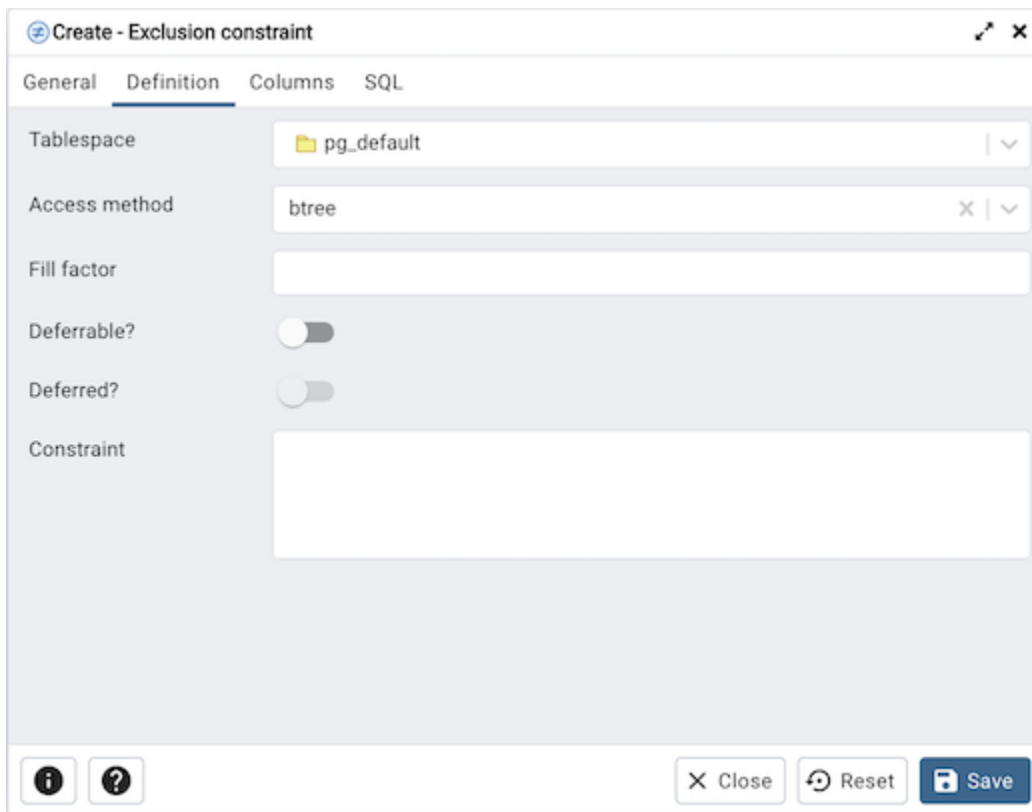 Create - Exclusion constraint
General Definition Columns SQL
Tablespace pg_default
Access method btree
Fill factor
Deferrable?
Deferred?
Constraint
Close Reset Save